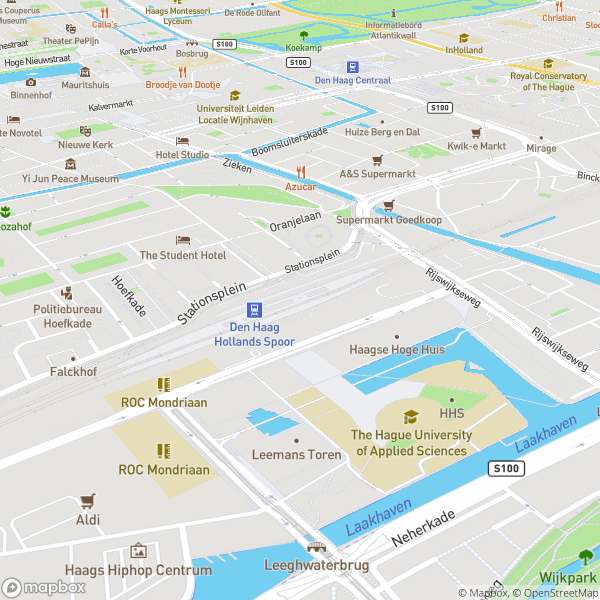 Couperus
Museum
Calla's
Haags Montessori
Lyceum
De Rode Olifant
Informatiebord
Atlantikwall
Christian
Theater PePijn
Korte Voorhout
Bosbrug
S100
Koekamp
InHolland
Sloo
Hoge Nieuwstraat
S100
Den Haag Centraal
Royal Conservatory
of The Hague
Binnenhof
Mauritshuis
Broodje van Dootje
Kalvermarkt
Universiteit Leiden
Locatie Wijnhaven
S100
te Novotel
Boomsluiterskade
Huize Berg en Dal
Nieuwe Kerk
Hotel Studio
Kwik-e Markt
Mirage
Yi Jun Peace Museum
Zieken
A&S Supermarkt
Binck
Azucar
ozahof
Oranjelaan
Supermarkt Goedkoop
The Student Hotel
Stationsplein
Rijswijkseweg
Hoefkade
Stationsplein
Politiebureau
Hoefkade
Den Haag
Hollands Spoor
Rijswijkseweg
Haagse Hoge Huis
Falckhof
ROC Mondriaan
HHS
The Hague University
of Applied Sciences
Laakhaven
ROC Mondriaan
Leemans Toren
S100
Aldi
Laakhaven
Neherkade
Haags Hiphop Centrum
Leeghwaterbrug
Wijkpark
mapbox
© Mapbox, © OpenStreetMap